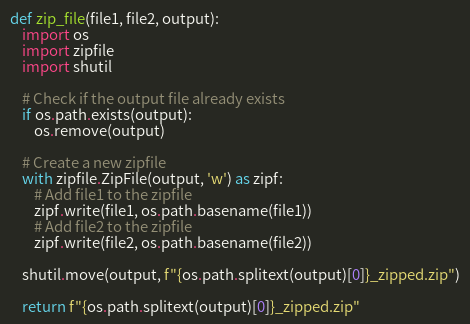 def zip_file(file1, file2, output):
    import os
    import zipfile
    import shutil

    # Check if the output file already exists
    if os.path.exists(output):
        os.remove(output)

    # Create a new zipfile
    with zipfile.ZipFile(output, 'w') as zipf:
        # Add file1 to the zipfile
        zipf.write(file1, os.path.basename(file1))
        # Add file2 to the zipfile
        zipf.write(file2, os.path.basename(file2))

    shutil.move(output, f"{os.path.splitext(output)[0]}_zipped.zip")

    return f"{os.path.splitext(output)[0]}_zipped.zip"